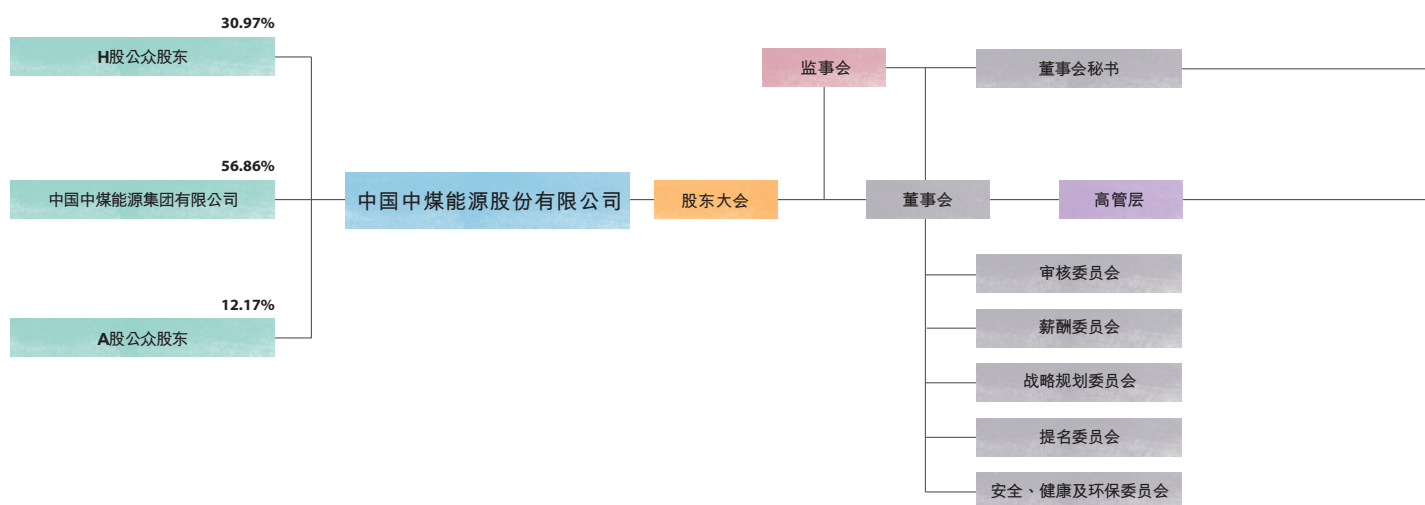 30.97%
H股公众股东
56.86%
中国中煤能源集团有限公司
12.17%
A股公众股东
中国中煤能源股份有限公司
股东大会
监事会
董事会
董事会秘书
高管层
审核委员会
薪酬委员会
战略规划委员会
提名委员会
安全、健康及环保委员会